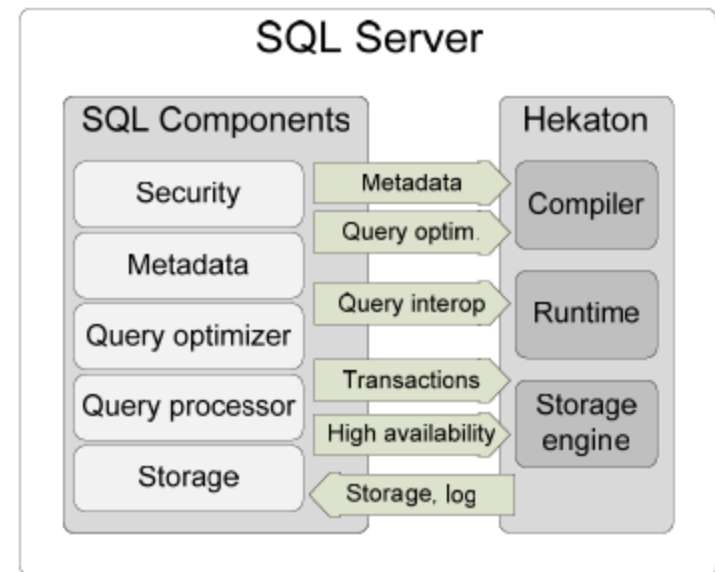 SQL Server
SQL Components
Security
Metadata
Query optimizer
Query processor
Storage
Metadata
Query optim.
Query interop
Transactions
High availability
Storage, log
Hekaton
Compiler
Runtime
Storage
engine